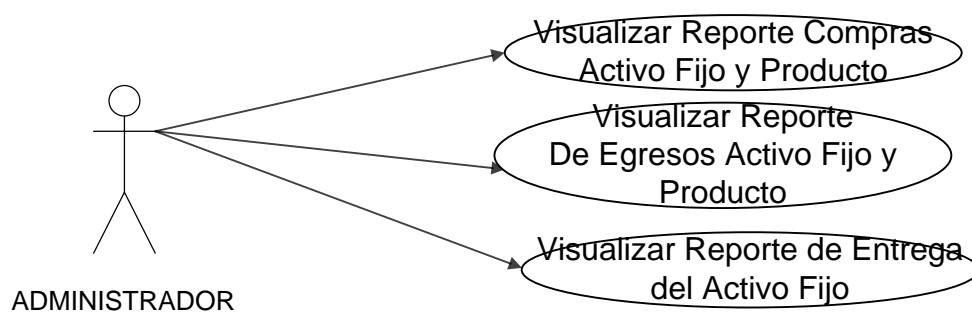 Visualizar Reporte Compras
Activo Fijo y Producto
Visualizar Reporte
De Egresos Activo Fijo y
Producto
Visualizar Reporte de Entrega
del Activo Fijo
ADMINISTRADOR